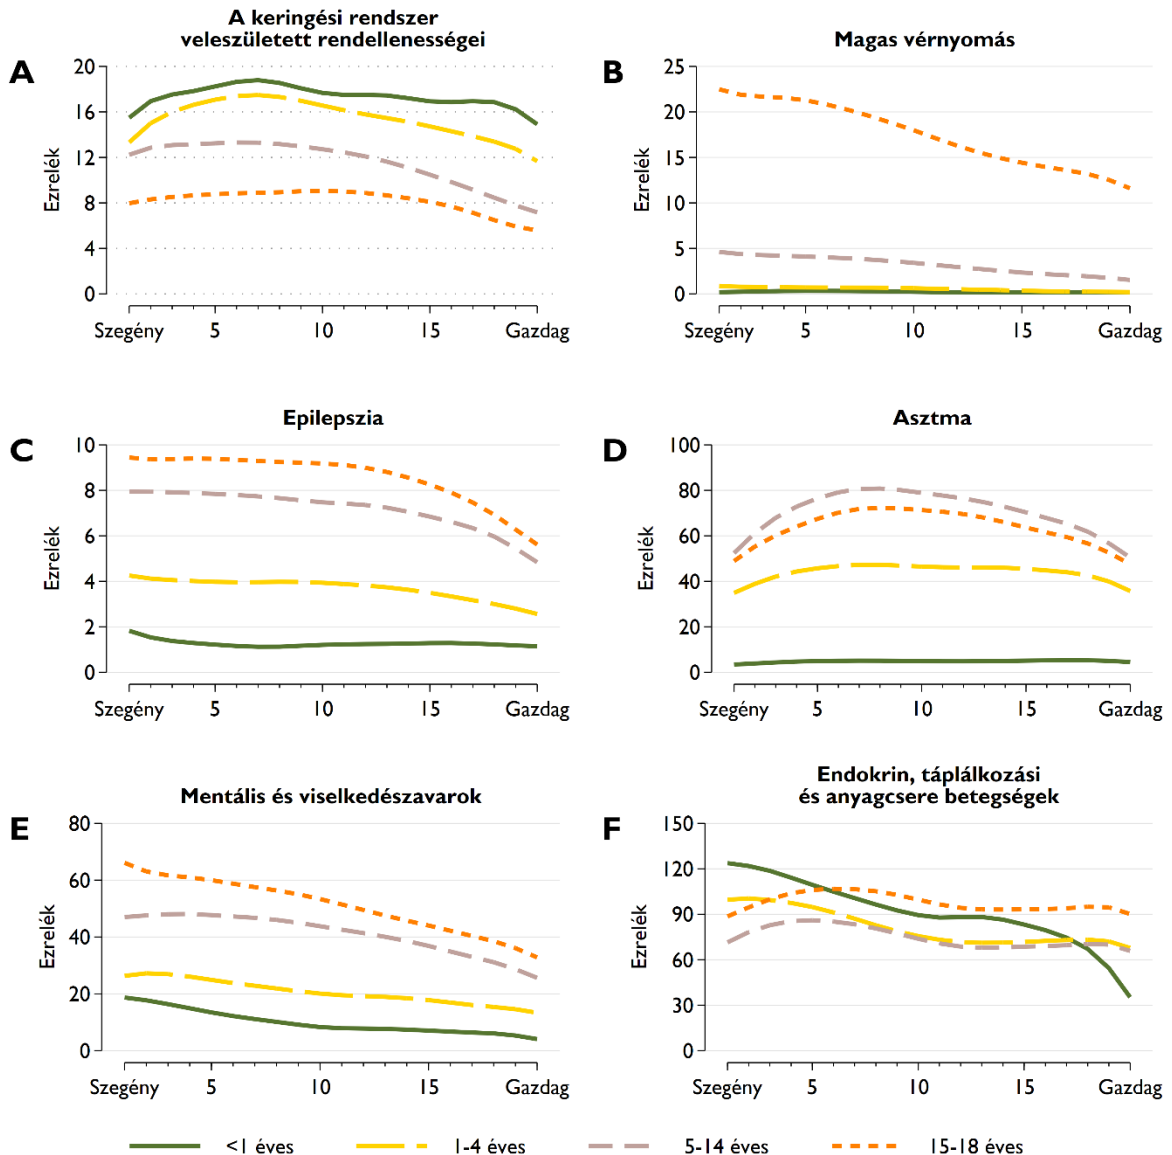 A
A keringési rendszer
veleszületett rendellenességei
Ezrelék
20
16
12
8
4
0
Szegény 5 10 15 Gazdag
B
Magas vérnyomás
Ezrelék
25
20
15
10
5
0
Szegény 5 10 15 Gazdag
C
Epilepszia
Ezrelék
10
8
6
4
2
0
Szegény 5 10 15 Gazdag
D
Asztma
Ezrelék
100
80
60
40
20
0
Szegény 5 10 15 Gazdag
E
Mentális és viselkedészavarok
Ezrelék
80
60
40
20
0
Szegény 5 10 15 Gazdag
F
Endokrin, táplálkozási
és anyagcsere betegségek
Ezrelék
150
120
90
60
30
0
Szegény 5 10 15 Gazdag
<1 éves 1-4 éves 5-14 éves 15-18 éves